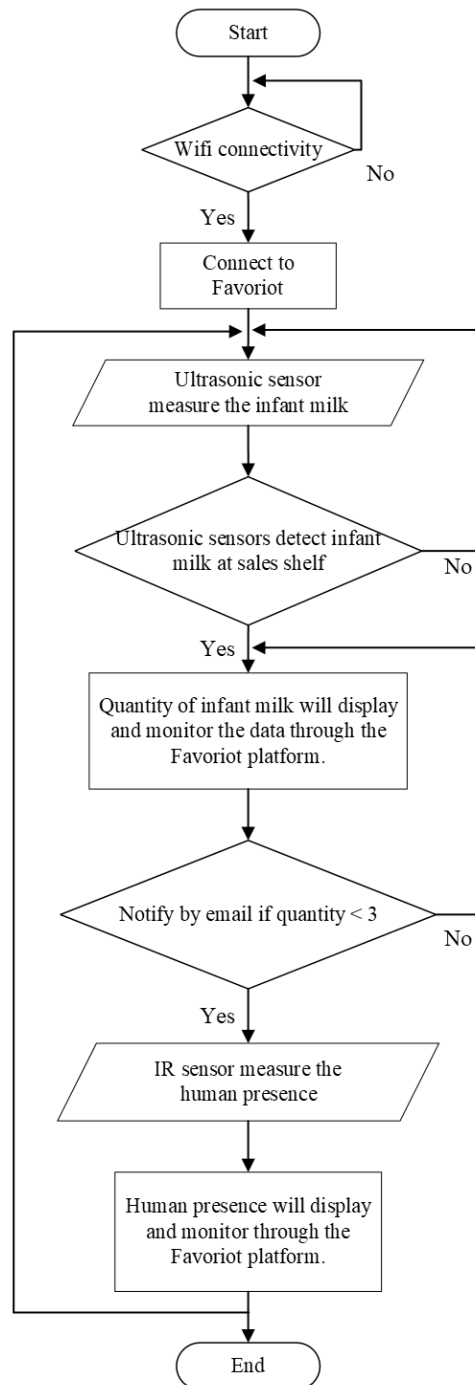 Start
Wifi connectivity
No
Yes
Connect to
Favoriot
Ultrasonic sensor
measure the infant milk
Ultrasonic sensors detect infant
milk at sales shelf
No
Yes
Quantity of infant milk will display
and monitor the data through the
Favoriot platform.
Notify by email if quantity < 3
No
Yes
IR sensor measure the
human presence
Human presence will display
and monitor through the
Favoriot platform.
End